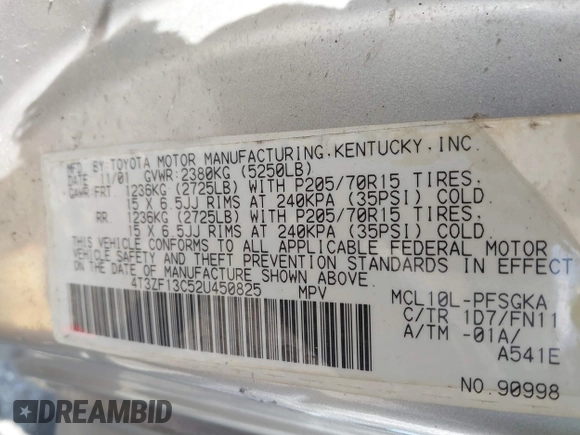 MFD. BY TOYOTA MOTOR MANUFACTURING, KENTUCKY, INC.
DATE 11/01 GVWR: 2380KG (5250LB)
GAWR: FRT 1236KG (2725LB) WITH P205/70R15 TIRES,
15 X 6.5JJ RIMS AT 240KPA (35PSI) COLD.
RR 1236KG (2725LB) WITH P205/70R15 TIRES,
15 X 6.5JJ RIMS AT 240KPA (35PSI) COLD.
THIS VEHICLE CONFORMS TO ALL APPLICABLE FEDERAL MOTOR
VEHICLE SAFETY AND THEFT PREVENTION STANDARDS IN EFFECT
ON THE DATE OF MANUFACTURE SHOWN ABOVE.
4T3ZF13C52U450825 MPV
MCL10L-PFSGKA
C/TR 1D7/FN11
A/TM -01A/
A541E
NO. 90998
EPICVIN